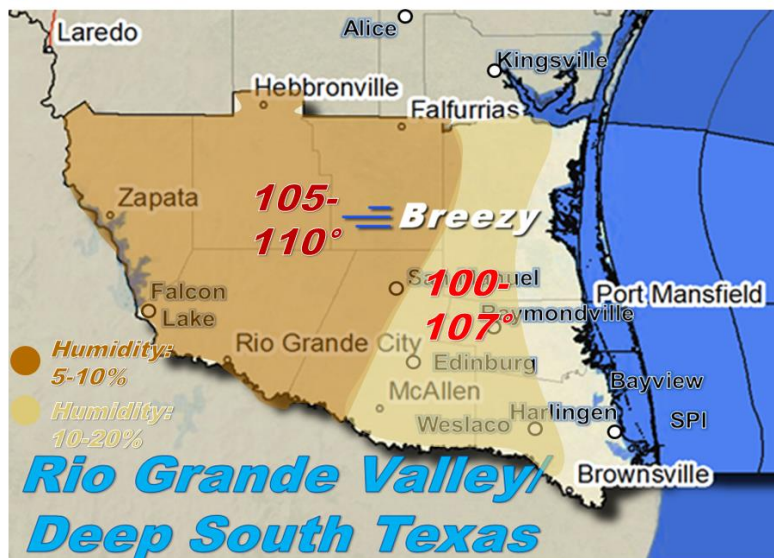 Laredo
Alice
Kingsville
Hebbronville
Falfurrias
Zapata
105-
110°
Breezy
San Manuel
100-
107°
Port Mansfield
Falcon
Lake
Raymondville
Rio Grande City
Edinburg
Humidity:
5-10%
Bayview
McAllen
Humidity:
10-20%
Weslaco
Harlingen
SPI
Brownsville
Rio Grande Valley/
Deep South Texas